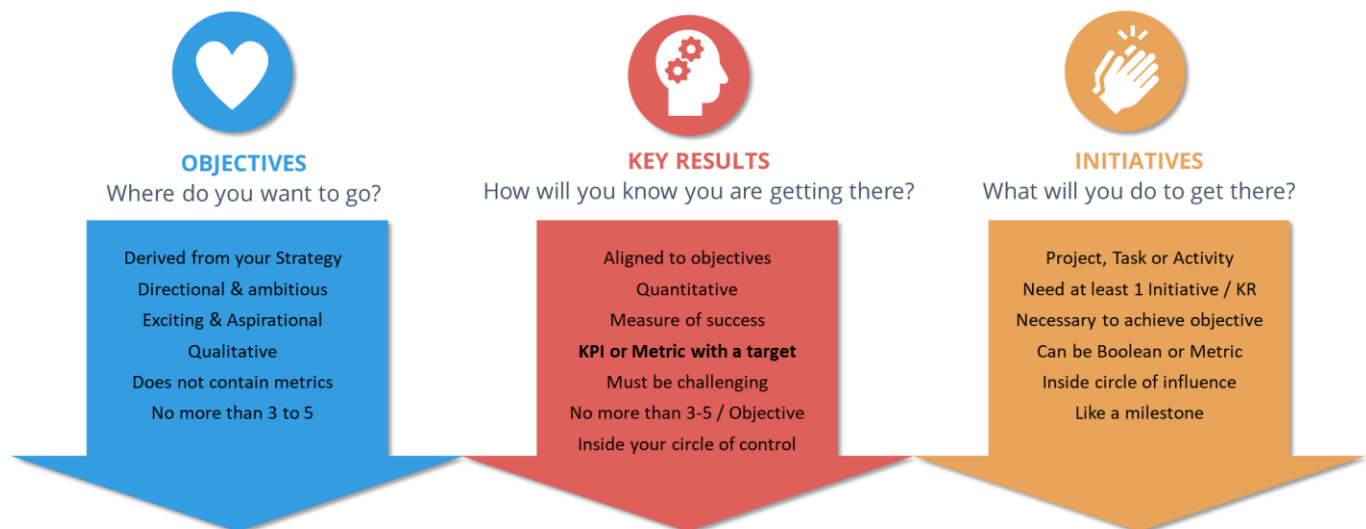 OBJECTIVES
Where do you want to go?
Derived from your Strategy
Directional & ambitious
Exciting & Aspirational
Qualitative
Does not contain metrics
No more than 3 to 5
KEY RESULTS
How will you know you are getting there?
Aligned to objectives
Quantitative
Measure of success
KPI or Metric with a target
Must be challenging
No more than 3-5 / Objective
Inside your circle of control
INITIATIVES
What will you do to get there?
Project, Task or Activity
Need at least 1 Initiative / KR
Necessary to achieve objective
Can be Boolean or Metric
Inside circle of influence
Like a milestone